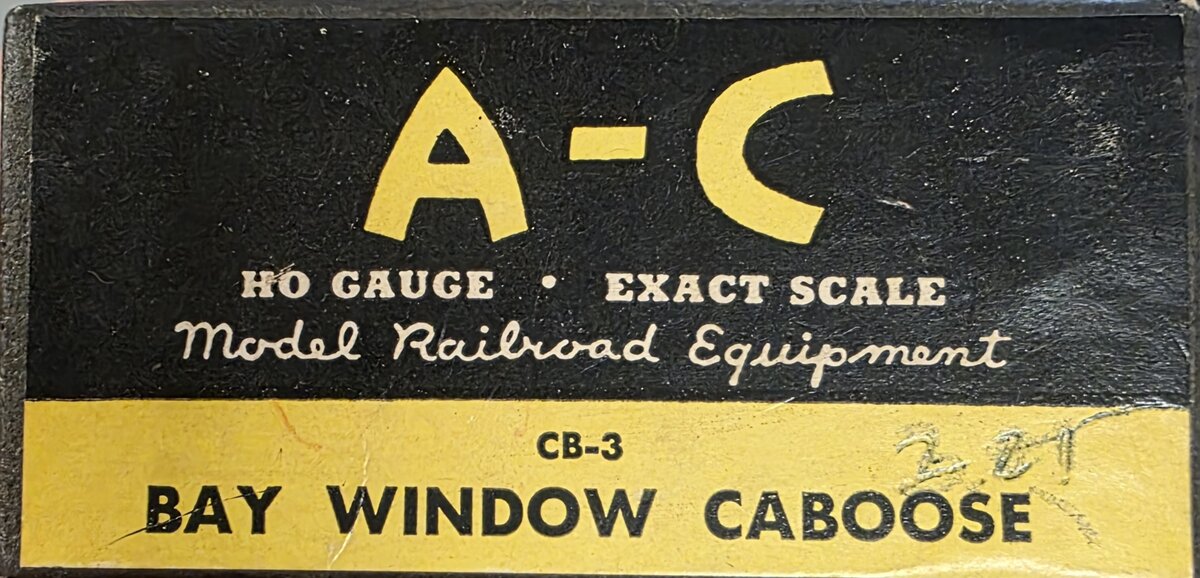 A-C
HO GAUGE • EXACT SCALE
Model Railroad Equipment
CB-3
BAY WINDOW CABOOSE